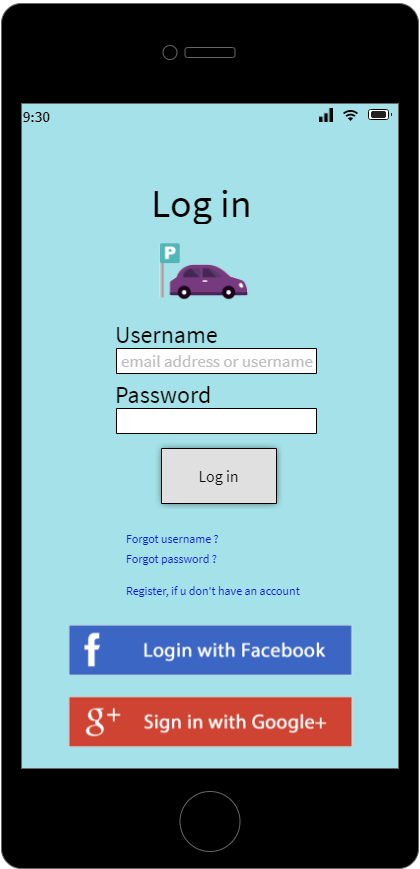 9:30
Log in
P
Username
email address or username
Password
Log in
Forgot username ?
Forgot password ?
Register, if u don't have an account
f Login with Facebook
g+ Sign in with Google+